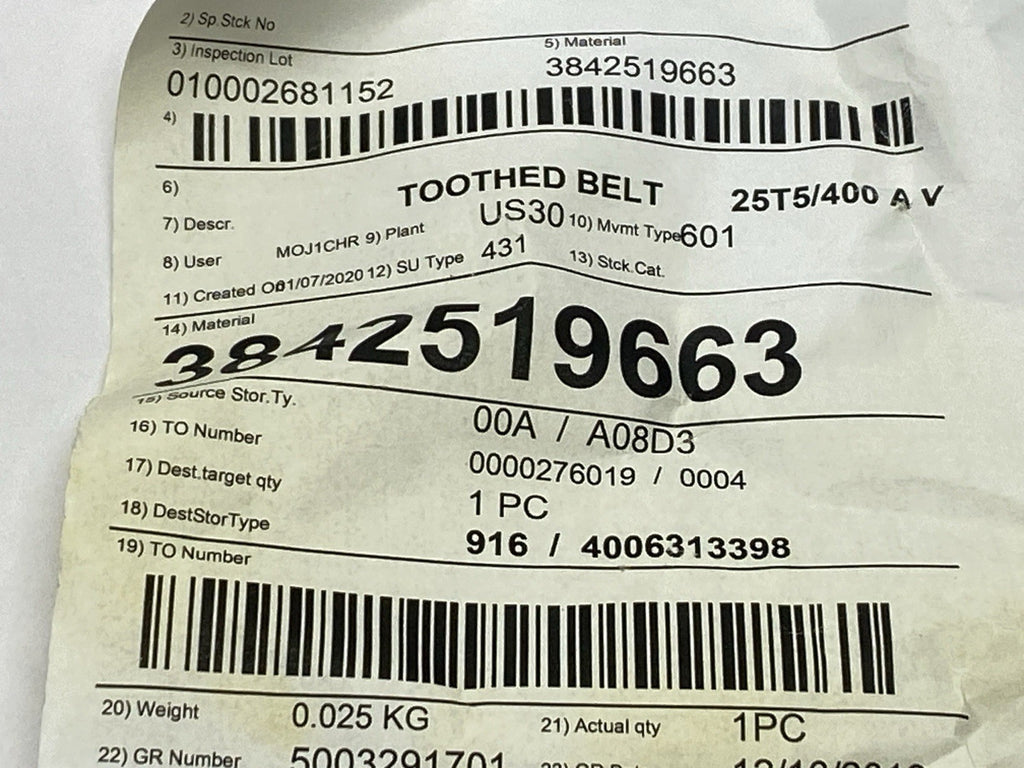 2) Sp.Stck No
3) Inspection Lot 5) Material
010002681152 3842519663
4)
6) TOOTHED BELT 25T5/400 A V
7) Descr.
8) User MOJ1CHR 9) Plant US30 10) Mvmt Type 601
11) Created On 01/07/2020 12) SU Type 431 13) Stck.Cat.
14) Material
3842519663
15) Source Stor.Ty. 00A / A08D3
16) TO Number 0000276019 / 0004
17) Dest.target qty 1 PC
18) DestStorType 916 / 4006313398
19) TO Number
20) Weight 0.025 KG 21) Actual qty 1PC
22) GR Number 5003291701